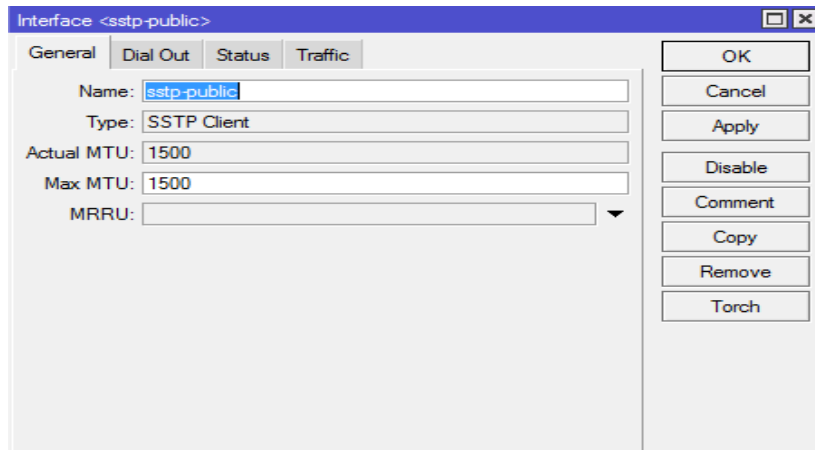 Interface <sstp-public>
General Dial Out Status Traffic
Name: sstp-public
Type: SSTP Client
Actual MTU: 1500
Max MTU: 1500
MRRU:
OK
Cancel
Apply
Disable
Comment
Copy
Remove
Torch